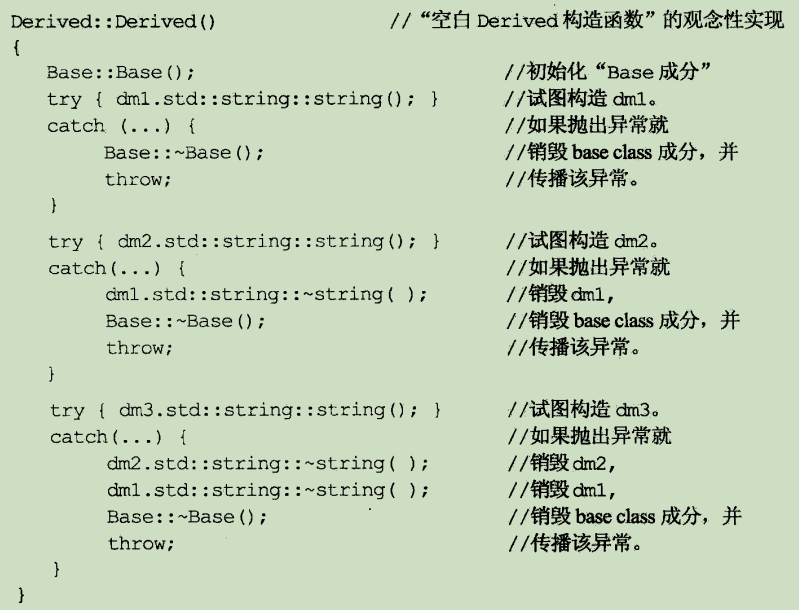 Derived::Derived() //“空白 Derived 构造函数”的观念性实现
{
Base::Base(); //初始化“Base 成分”
try { dm1.std::string::string(); } //试图构造 dm1。
catch (...) { //如果抛出异常就
Base::~Base(); //销毁 base class 成分，并
throw; //传播该异常。
}
try { dm2.std::string::string(); } //试图构造 dm2。
catch(...) { //如果抛出异常就
dm1.std::string::~string( ); //销毁 dm1,
Base::~Base(); //销毁 base class 成分，并
throw; //传播该异常。
}
try { dm3.std::string::string(); } //试图构造 dm3。
catch(...) { //如果抛出异常就
dm2.std::string::~string( ); //销毁 dm2,
dm1.std::string::~string( ); //销毁 dm1,
Base::~Base(); //销毁 base class 成分，并
throw; //传播该异常。
}
}